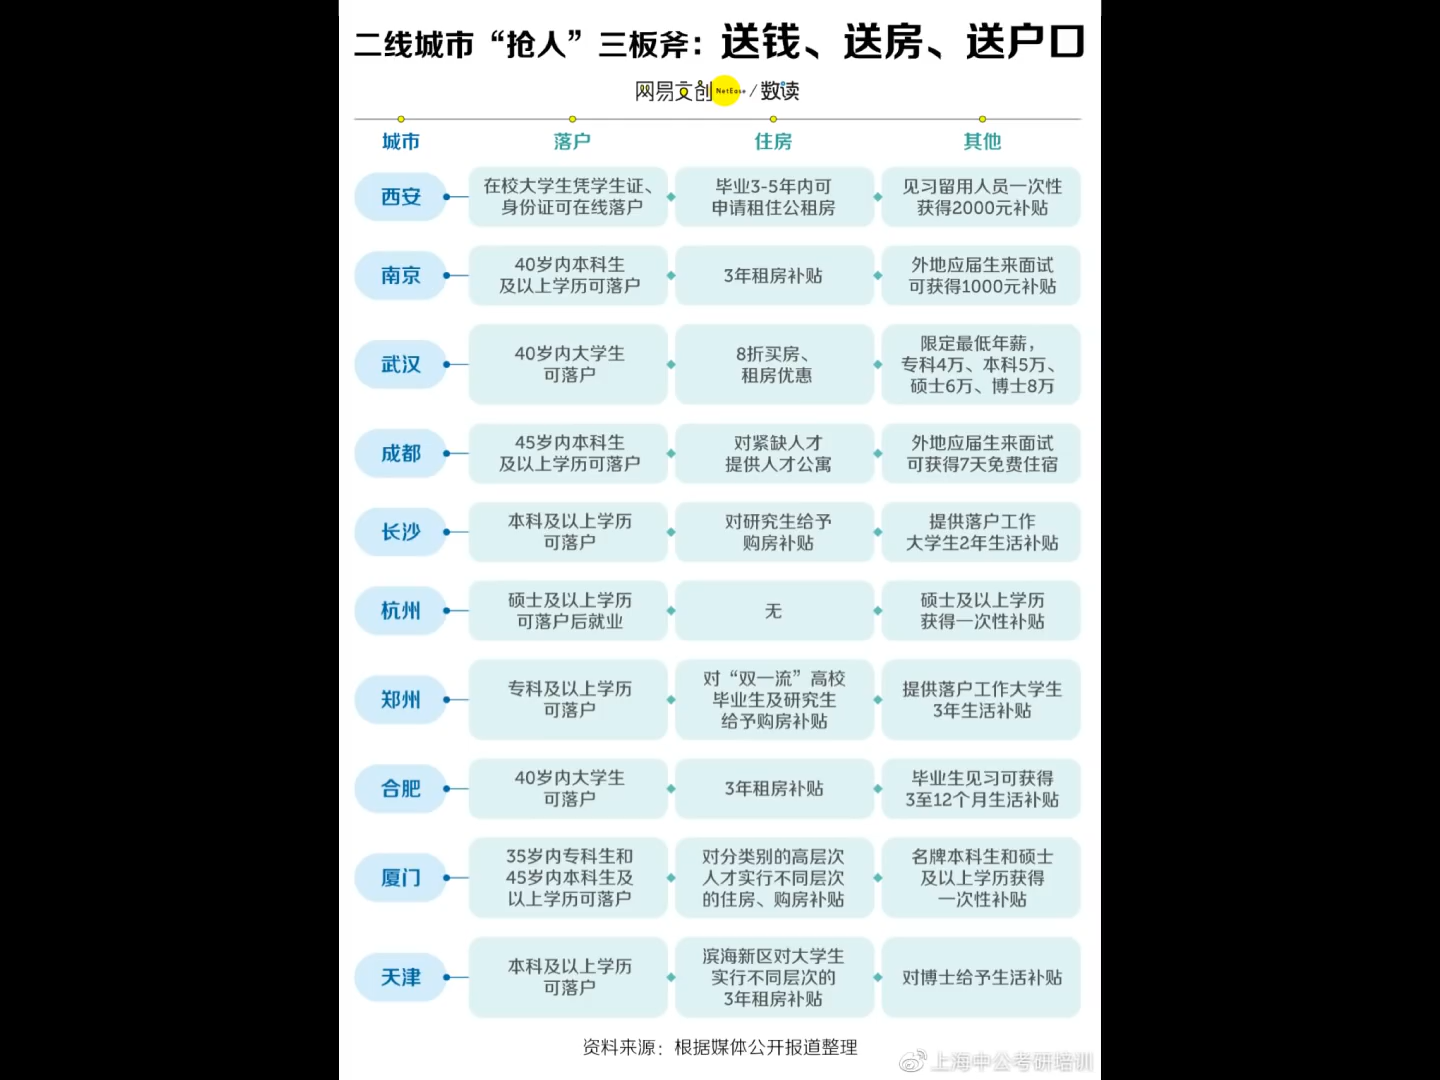 二线城市“抢人”三板斧：送钱、送房、送户口
网易文创 NetEase / 数读
城市
落户
住房
其他
西安
在校大学生凭学生证、
身份证可在线落户
毕业3-5年内可
申请租住公租房
见习留用人员一次性
获得2000元补贴
南京
40岁内本科生
及以上学历可落户
3年租房补贴
外地应届生来面试
可获得1000元补贴
武汉
40岁内大学生
可落户
8折买房、
租房优惠
限定最低年薪，
专科4万、本科5万、
硕士6万、博士8万
成都
45岁内本科生
及以上学历可落户
对紧缺人才
提供人才公寓
外地应届生来面试
可获得7天免费住宿
长沙
本科及以上学历
可落户
对研究生给予
购房补贴
提供落户工作
大学生2年生活补贴
杭州
硕士及以上学历
可落户后就业
无
硕士及以上学历
获得一次性补贴
郑州
专科及以上学历
可落户
对“双一流”高校
毕业生及研究生
给予购房补贴
提供落户工作大学生
3年生活补贴
合肥
40岁内大学生
可落户
3年租房补贴
毕业生见习可获得
3至12个月生活补贴
厦门
35岁内专科生和
45岁内本科生及
以上学历可落户
对分类别的高层次
人才实行不同层次
的住房、购房补贴
名牌本科生和硕士
及以上学历获得
一次性补贴
天津
本科及以上学历
可落户
滨海新区对大学生
实行不同层次的
3年租房补贴
对博士给予生活补贴
资料来源：根据媒体公开报道整理
上海中公考研培训